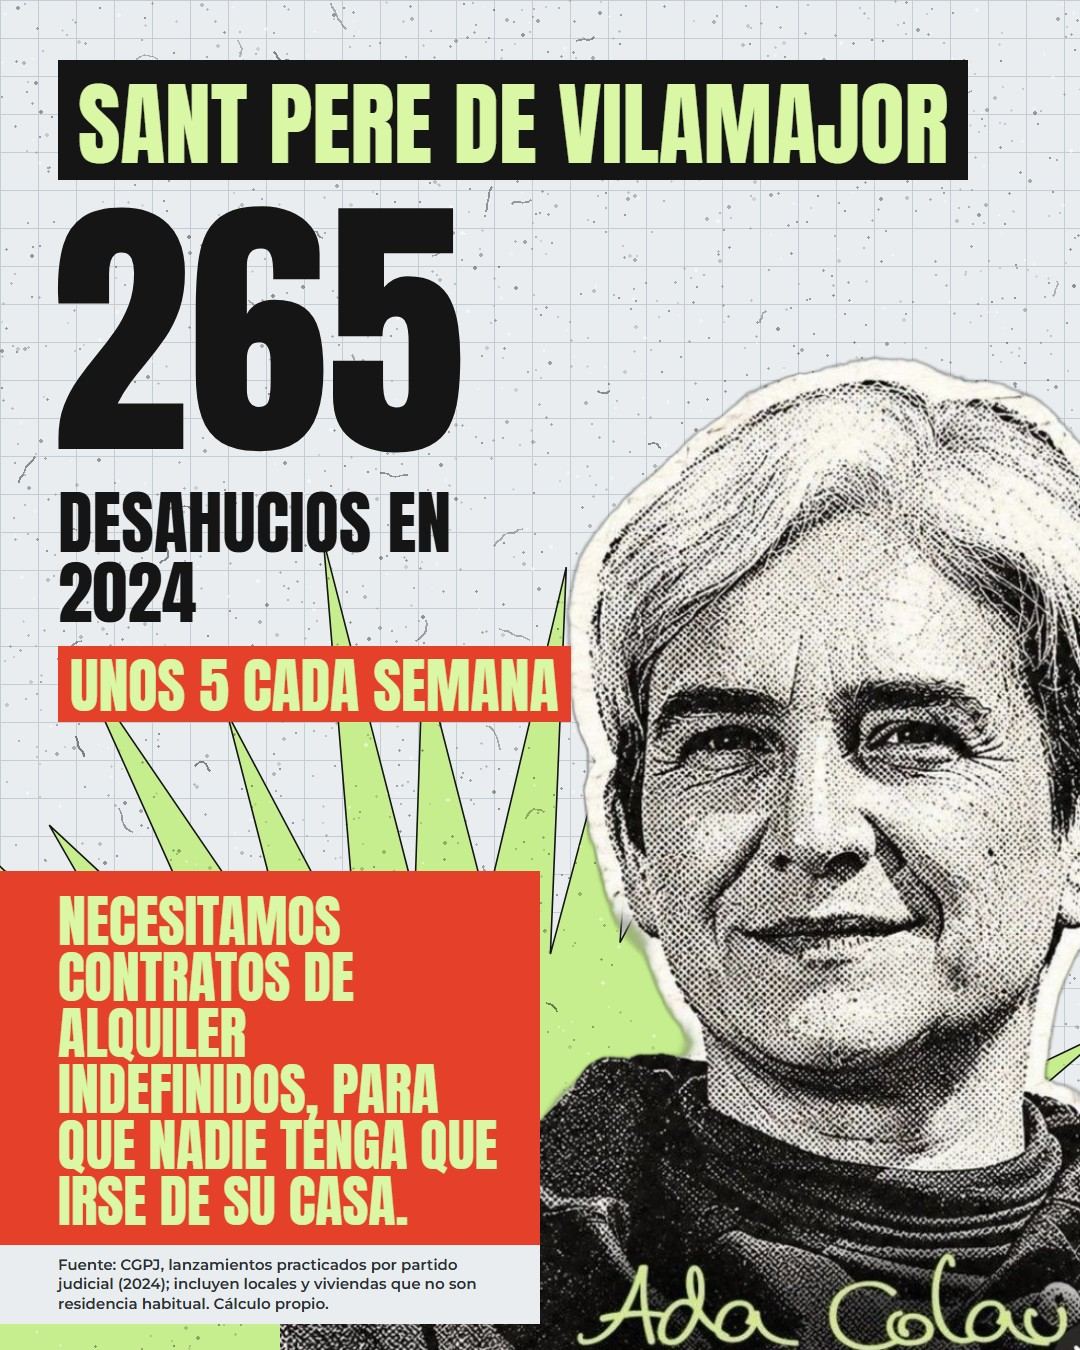 SANT PERE DE VILAMAJOR
265
DESAHUCIOS EN
2024
UNOS 5 CADA SEMANA
NECESITAMOS
CONTRATOS DE
ALQUILER
INDEFINIDOS, PARA
QUE NADIE TENGA QUE
IRSE DE SU CASA.
Fuente: CGPJ, lanzamientos practicados por partido
judicial (2024); incluyen locales y viviendas que no son
residencia habitual. Cálculo propio.
Ada Colau